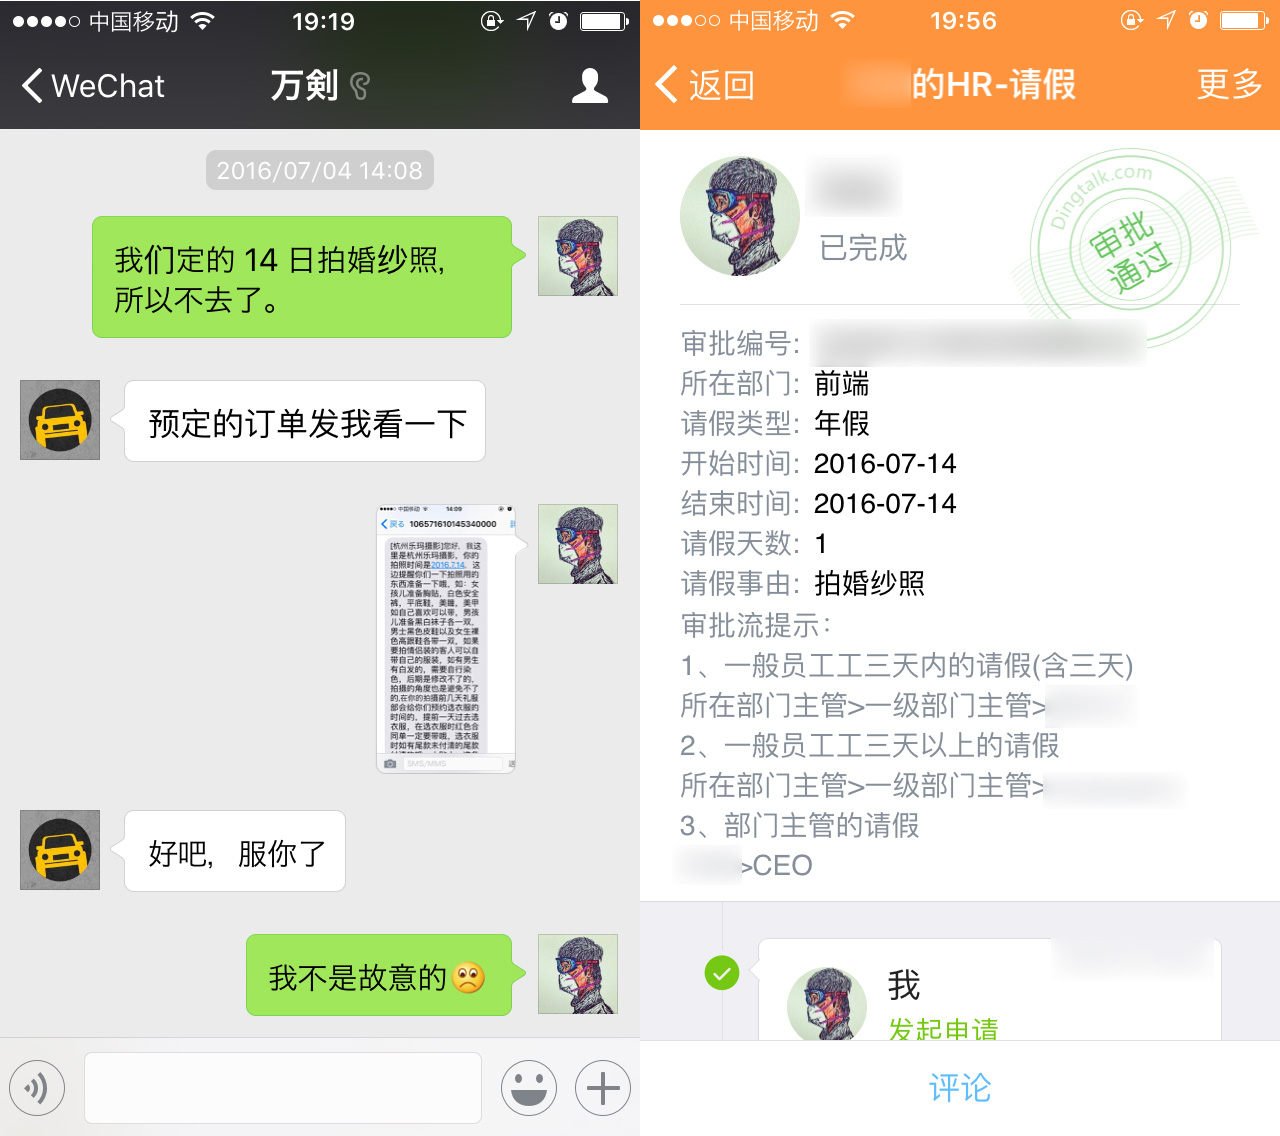 中国移动
19:19
WeChat
万剣
2016/07/04 14:08
我们定的 14 日拍婚纱照,
所以不去了。
预定的订单发我看一下
中国移动
14:09
戻る
106571610145340000
[杭州乐玛摄影]您好，我这
里是杭州乐玛摄影，你的
拍照时间是2016.7.14，这
边提醒你们一下拍照用的
东西准备一下哦，如：女
孩儿准备胸贴，白色安全
裤，平底鞋，美瞳，美甲
如自己喜欢可以带，男孩
儿准备黑白袜子各一双，
男士黑色皮鞋以及女生裸
色高跟鞋各带一双，如果
要拍情侣装的客人可以自
带自己的服装，如有男生
有白发的，需要自行染
色，后期是修改不了的，
拍摄的角度也是避免不了
的,在你的拍摄前几天礼服
部会给你们预约选衣服的
时间的，提前一天过去选
衣服，在选衣服时红色合
同单一定要带哦，选衣服
时如有尾款未付清的尾款
SMS/MMS
送
好吧，服你了
我不是故意的
中国移动
19:56
返回
的HR-请假
更多
已完成
Dingtalk.com
审批
通过
审批编号:
所在部门: 前端
请假类型: 年假
开始时间: 2016-07-14
结束时间: 2016-07-14
请假天数: 1
请假事由: 拍婚纱照
审批流提示：
1、一般员工工三天内的请假(含三天)
所在部门主管>一级部门主管>
2、一般员工工三天以上的请假
所在部门主管>一级部门主管>
3、部门主管的请假
>CEO
我
发起申请
评论